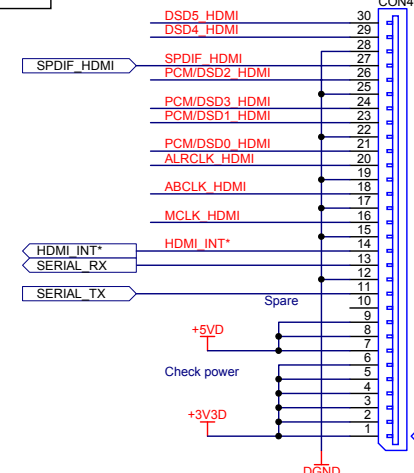 CON4
DSD5_HDMI 30
DSD4_HDMI 29
28
SPDIF_HDMI SPDIF_HDMI 27
PCM/DSD2_HDMI 26
25
PCM/DSD3_HDMI 24
PCM/DSD1_HDMI 23
22
PCM/DSD0_HDMI 21
ALRCLK_HDMI 20
19
ABCLK_HDMI 18
17
MCLK_HDMI 16
15
HDMI_INT* HDMI_INT* 14
SERIAL_RX 13
12
SERIAL_TX 11
Spare 10
9
+5VD 8
7
6
Check power 5
4
3
+3V3D 2
1
DGND